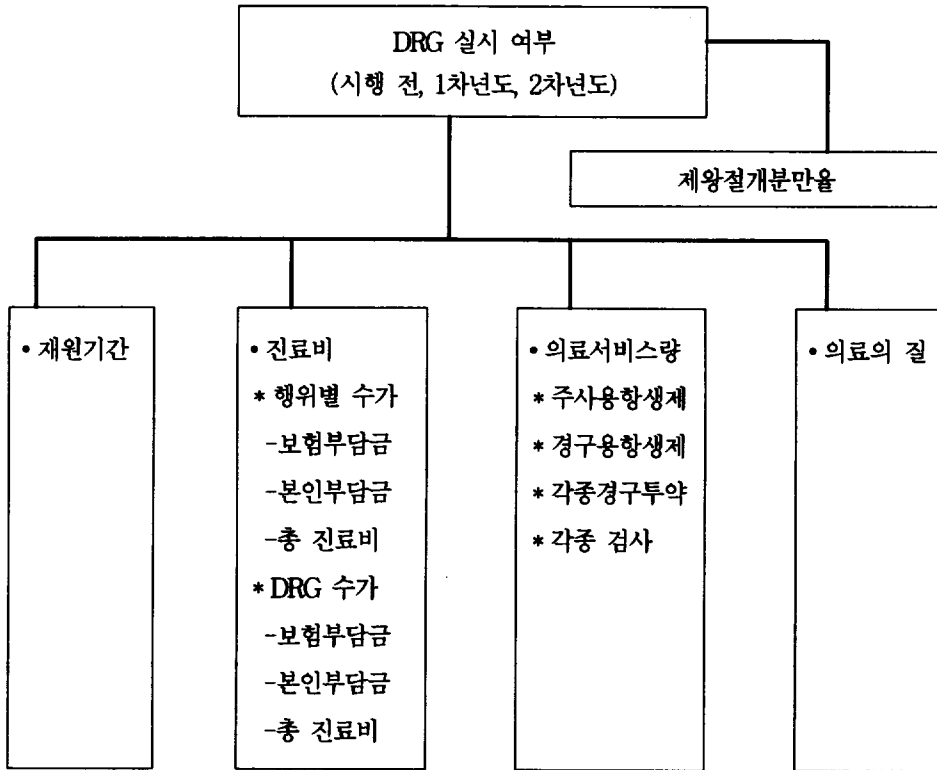 DRG 실시 여부
(시행 전, 1차년도, 2차년도)
제왕절개분만율
• 재원기간
• 진료비
* 행위별 수가
-보험부담금
-본인부담금
-총 진료비
* DRG 수가
-보험부담금
-본인부담금
-총 진료비
• 의료서비스량
* 주사용항생제
* 경구용항생제
* 각종경구투약
* 각종 검사
• 의료의 질